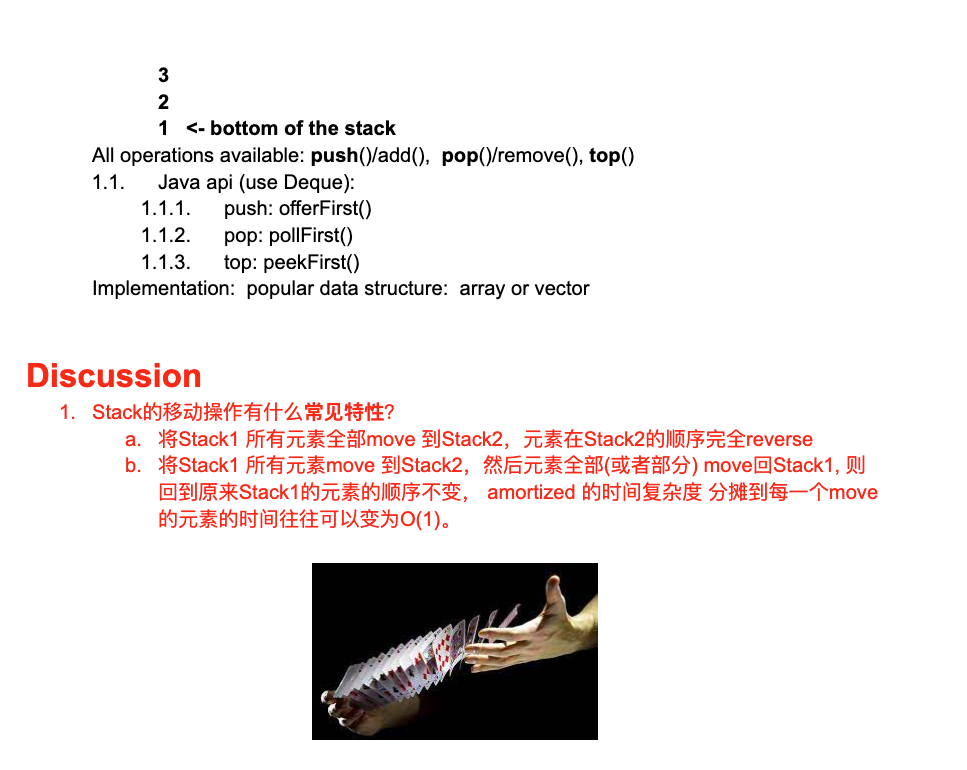 3
2
1 <- bottom of the stack
All operations available: push()/add(), pop()/remove(), top()
1.1. Java api (use Deque):
1.1.1. push: offerFirst()
1.1.2. pop: pollFirst()
1.1.3. top: peekFirst()
Implementation: popular data structure: array or vector
Discussion
1. Stack的移动操作有什么常见特性?
a. 将Stack1 所有元素全部move 到Stack2，元素在Stack2的顺序完全reverse
b. 将Stack1 所有元素move 到Stack2，然后元素全部(或者部分) move回Stack1, 则
回到原来Stack1的元素的顺序不变， amortized 的时间复杂度 分摊到每一个move
的元素的时间往往可以变为O(1)。